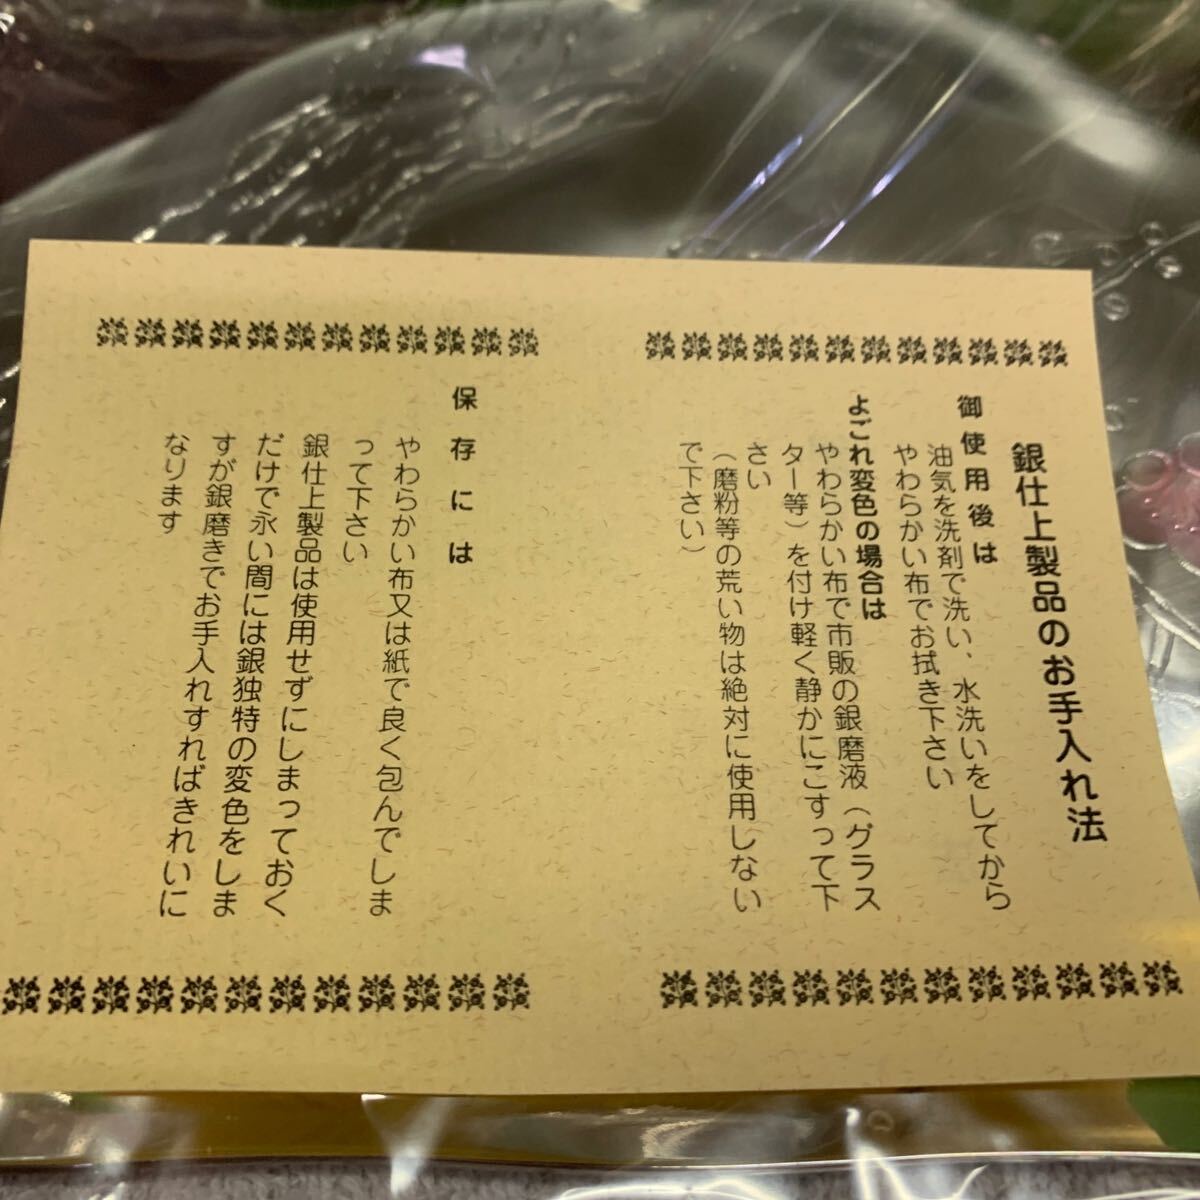 銀仕上製品のお手入れ法
御使用後は
油気を洗剤で洗い、水洗いをしてから
やわらかい布でお拭き下さい
よごれ変色の場合は
やわらかい布で市販の銀磨液（グラス
ター等）を付け軽く静かにこすって下
さい
（磨粉等の荒い物は絶対に使用しない
で下さい）
保存には
やわらかい布又は紙で良く包んでしま
って下さい
銀仕上製品は使用せずにしまっておく
だけで永い間には銀独特の変色をしま
すが銀磨きでお手入れすればきれいに
なります